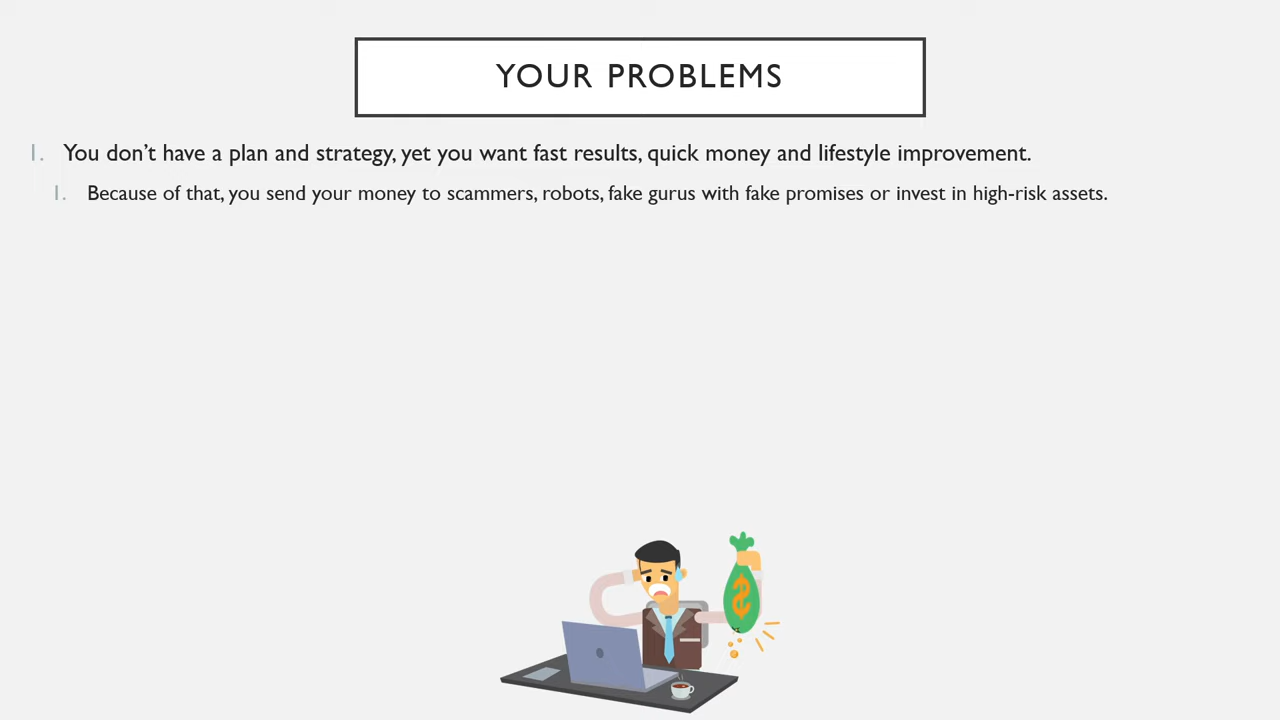 YOUR PROBLEMS
1. You don't have a plan and strategy, yet you want fast results, quick money and lifestyle improvement.
1. Because of that, you send your money to scammers, robots, fake gurus with fake promises or invest in high-risk assets.
$